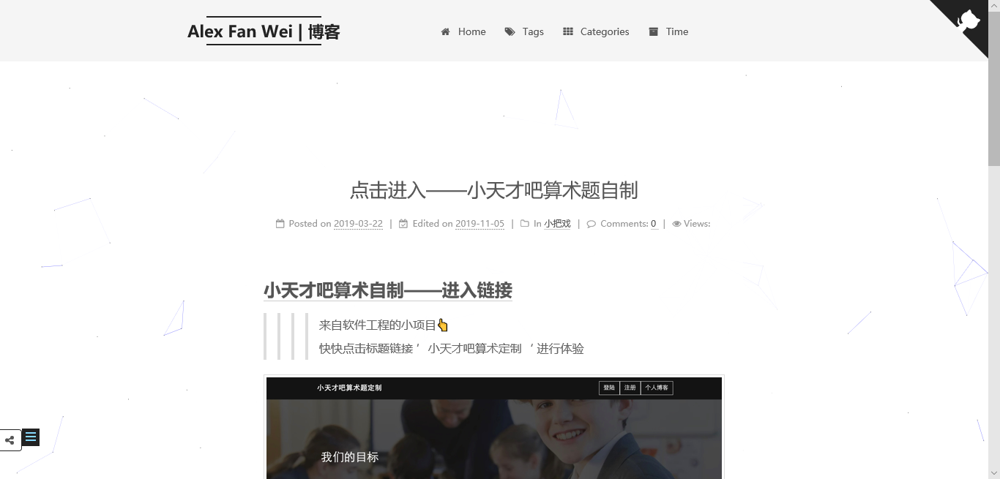 Alex Fan Wei | 博客
Home Tags Categories Time
点击进入——小天才吧算术题自制
Posted on 2019-03-22 | Edited on 2019-11-05 | In 小把戏 | Comments: 0 | Views:
小天才吧算术自制——进入链接
来自软件工程的小项目👆
快快点击标题链接 ’ 小天才吧算术定制 ‘ 进行体验
小天才吧算术题定制 登陆 注册 个人博客
我们的目标